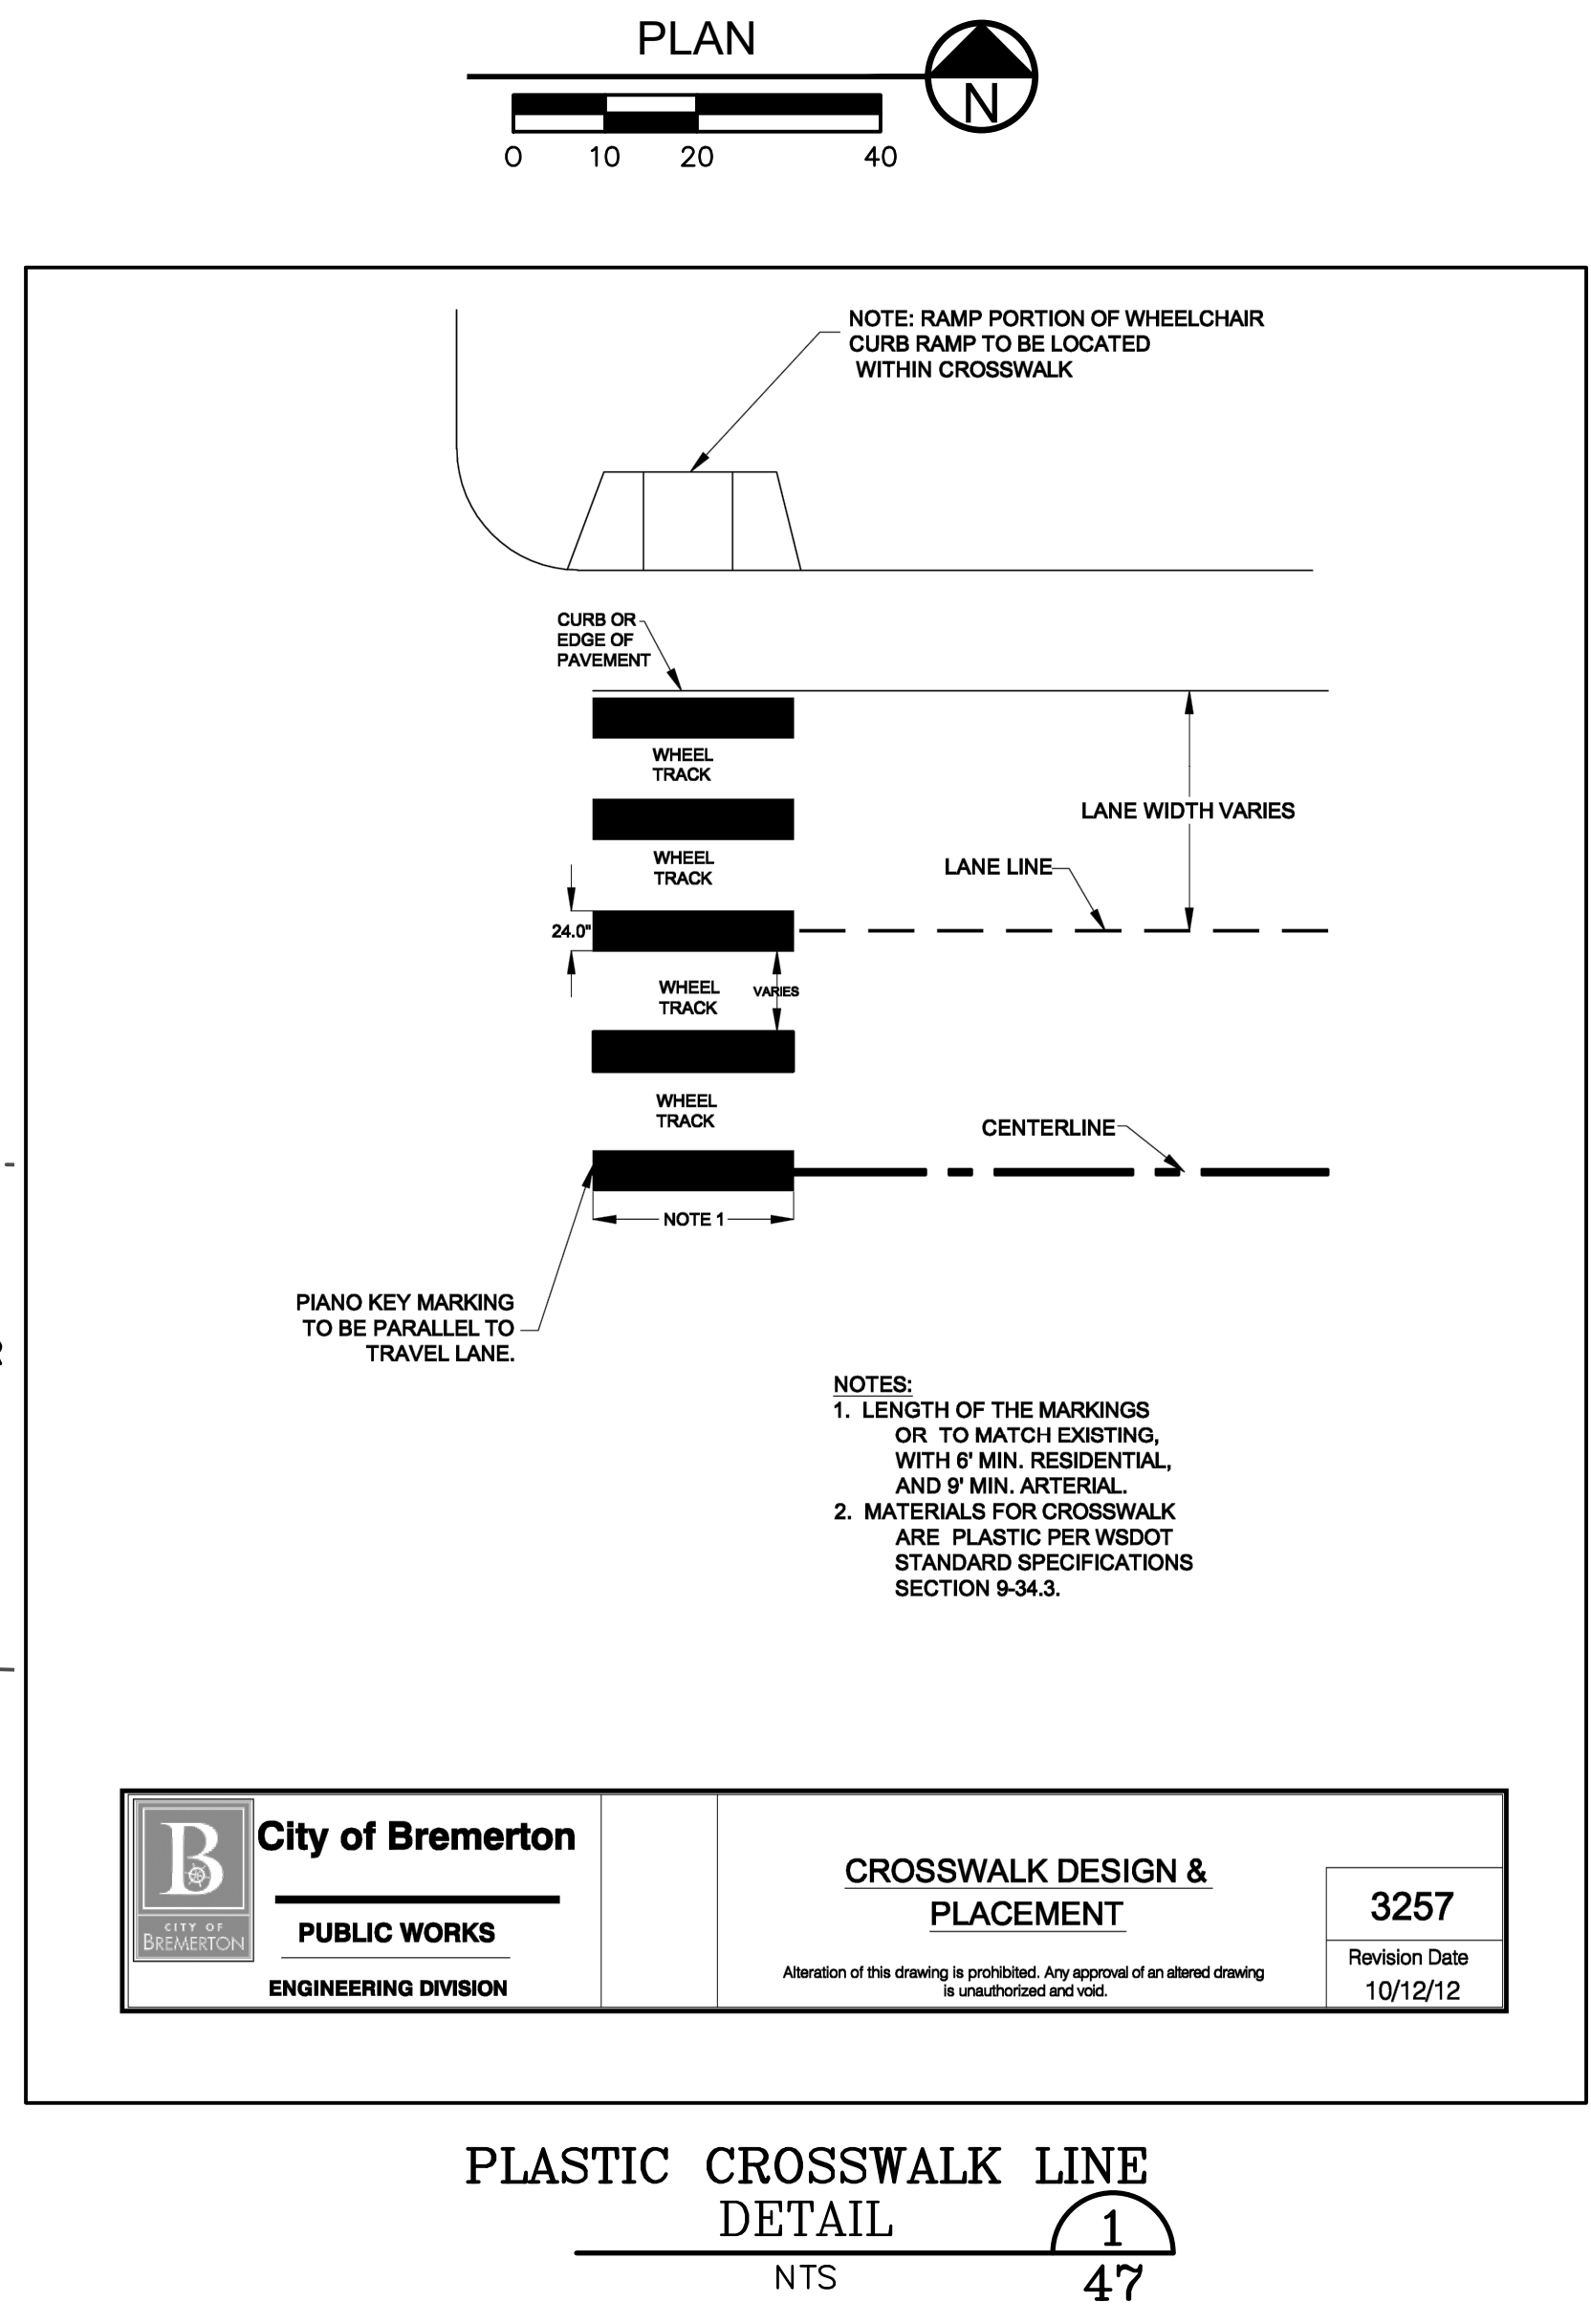 PLAN
N
0 10 20 40
NOTE: RAMP PORTION OF WHEELCHAIR
CURB RAMP TO BE LOCATED
WITHIN CROSSWALK
CURB OR
EDGE OF
PAVEMENT
WHEEL
TRACK
LANE WIDTH VARIES
WHEEL
TRACK
LANE LINE
24.0"
WHEEL
TRACK
VARIES
WHEEL
TRACK
CENTERLINE
NOTE 1
PIANO KEY MARKING
TO BE PARALLEL TO
TRAVEL LANE.
NOTES:
1. LENGTH OF THE MARKINGS
OR TO MATCH EXISTING,
WITH 6' MIN. RESIDENTIAL,
AND 9' MIN. ARTERIAL.
2. MATERIALS FOR CROSSWALK
ARE PLASTIC PER WSDOT
STANDARD SPECIFICATIONS
SECTION 9-34.3.
B
CITY OF
BREMERTON
City of Bremerton
PUBLIC WORKS
ENGINEERING DIVISION
CROSSWALK DESIGN &
PLACEMENT
Alteration of this drawing is prohibited. Any approval of an altered drawing
is unauthorized and void.
3257
Revision Date
10/12/12
PLASTIC CROSSWALK LINE
DETAIL
1
NTS
47